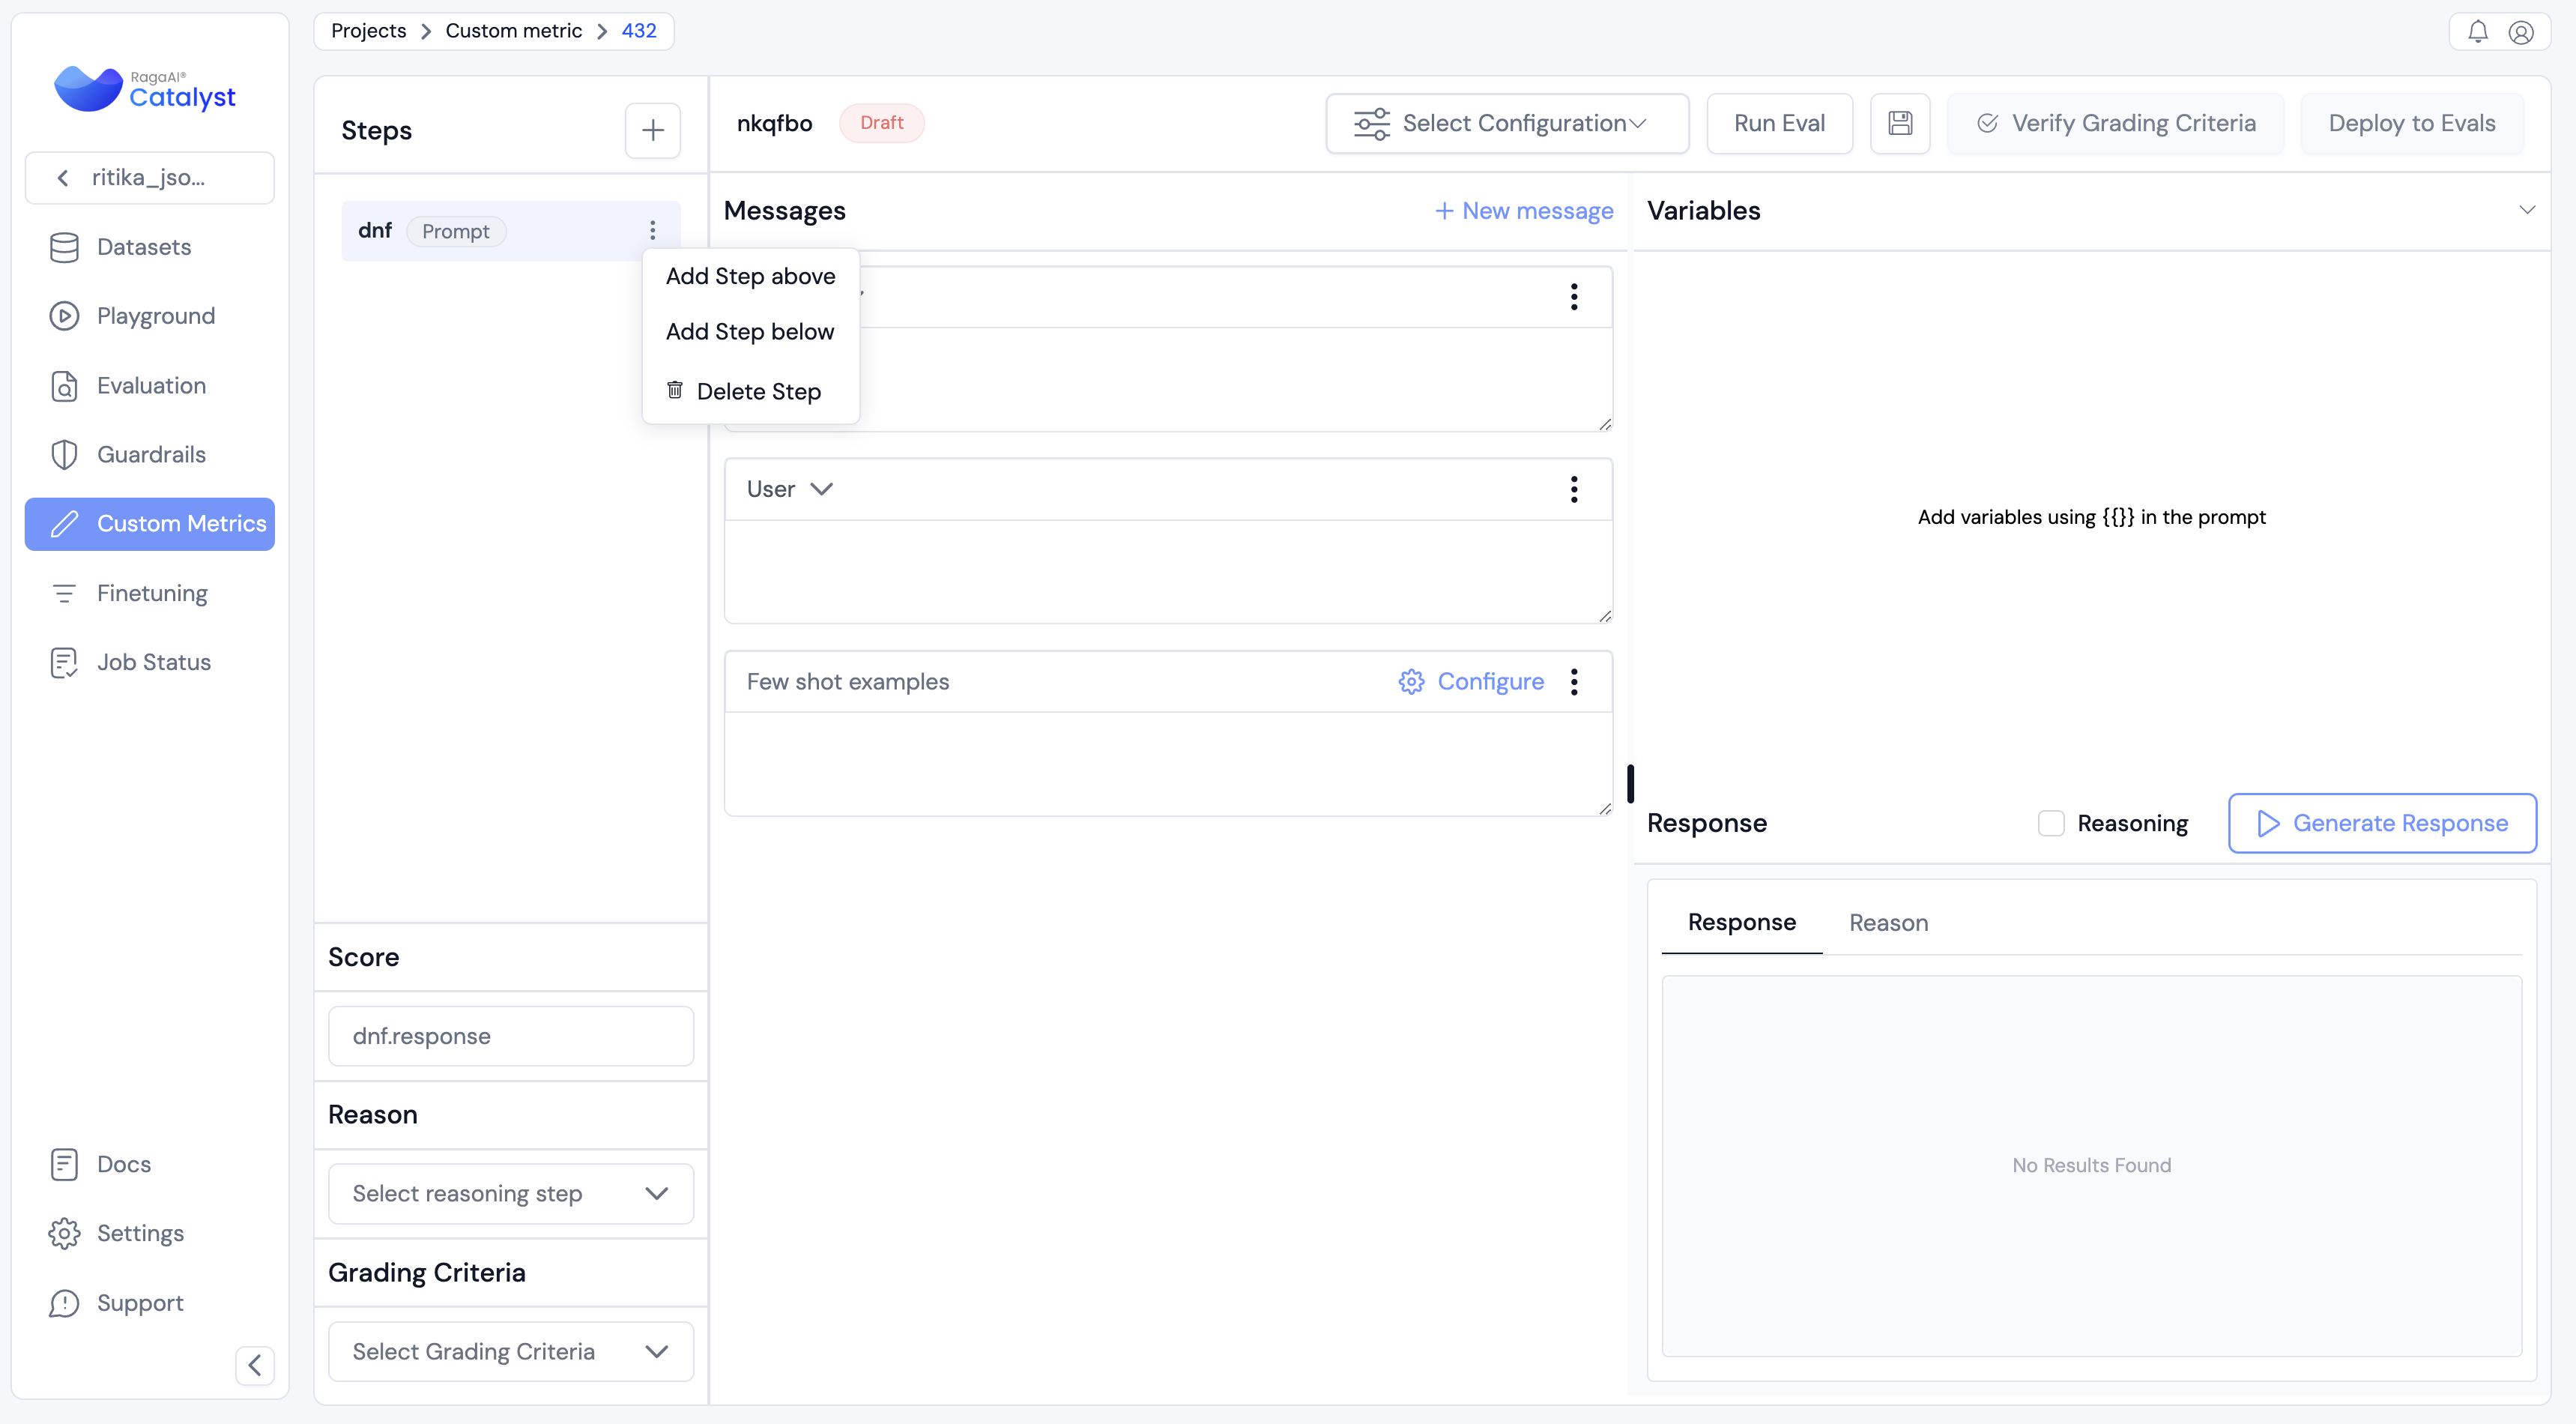 Projects > Custom metric > 432
RagaAI®
Catalyst
ritika_jso...
Datasets
Playground
Evaluation
Guardrails
Custom Metrics
Finetuning
Job Status
Docs
Settings
Support
Steps
dnf Prompt
Add Step above
Add Step below
Delete Step
Score
dnf.response
Reason
Select reasoning step
Grading Criteria
Select Grading Criteria
nkqfbo Draft
Select Configuration
Run Eval
Verify Grading Criteria
Deploy to Evals
Messages
+ New message
User
Few shot examples
Configure
Variables
Add variables using {{}} in the prompt
Response
Reasoning
Generate Response
Response Reason
No Results Found